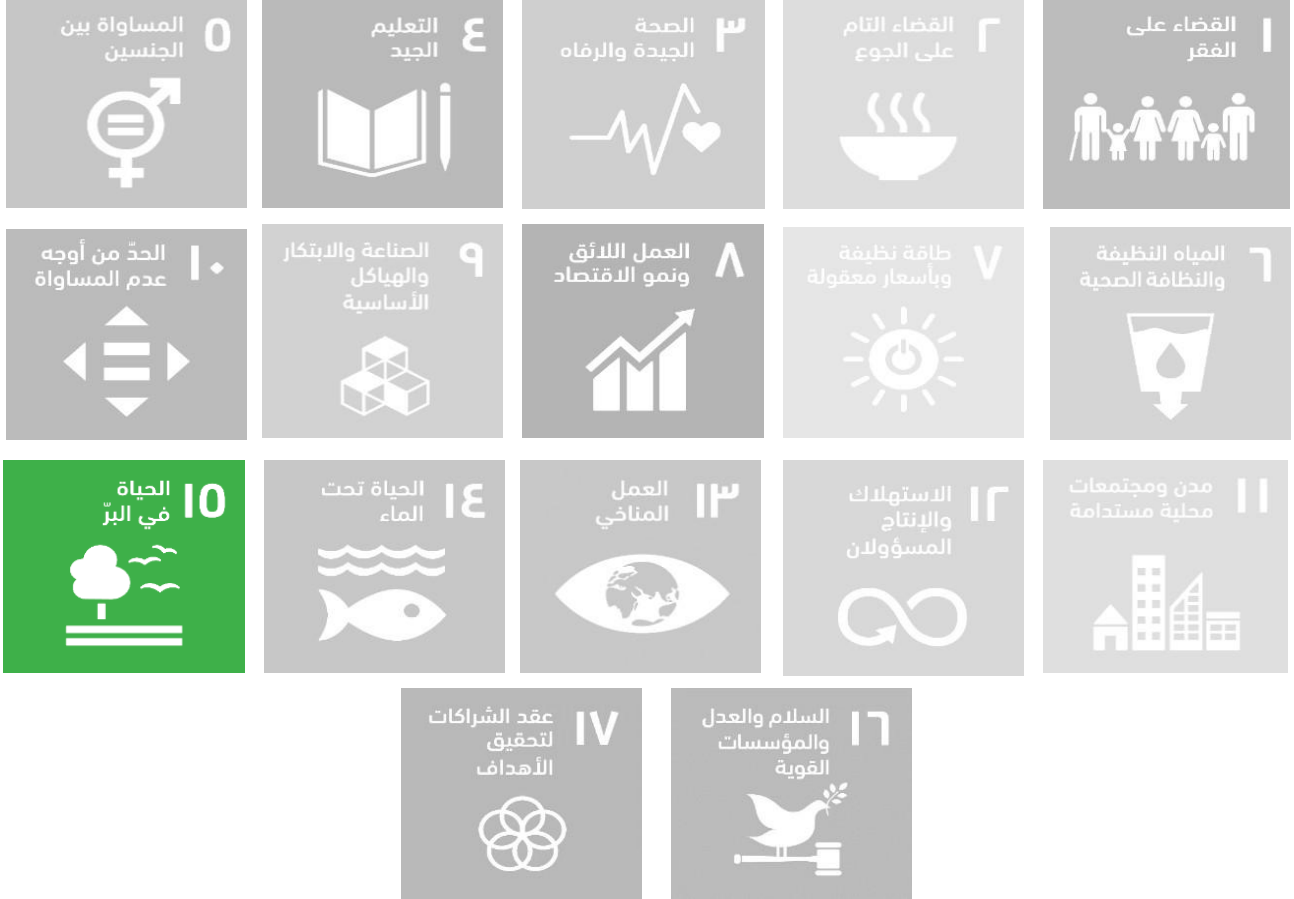 ١
القضاء على
الفقر
٢
القضاء التام
على الجوع
٣
الصحة
الجيدة والرفاه
٤
التعليم
الجيد
٥
المساواة بين
الجنسين
٦
المياه النظيفة
والنظافة الصحية
٧
طاقة نظيفة
وبأسعار معقولة
٨
العمل اللائق
ونمو الاقتصاد
٩
الصناعة والابتكار
والهياكل
الأساسية
١٠
الحدّ من أوجه
عدم المساواة
١١
مدن ومجتمعات
محلية مستدامة
١٢
الاستهلاك
والإنتاج
المسؤولان
١٣
العمل
المناخي
١٤
الحياة تحت
الماء
١٥
الحياة
في البرّ
١٦
السلام والعدل
والمؤسسات
القوية
١٧
عقد الشراكات
لتحقيق
الأهداف